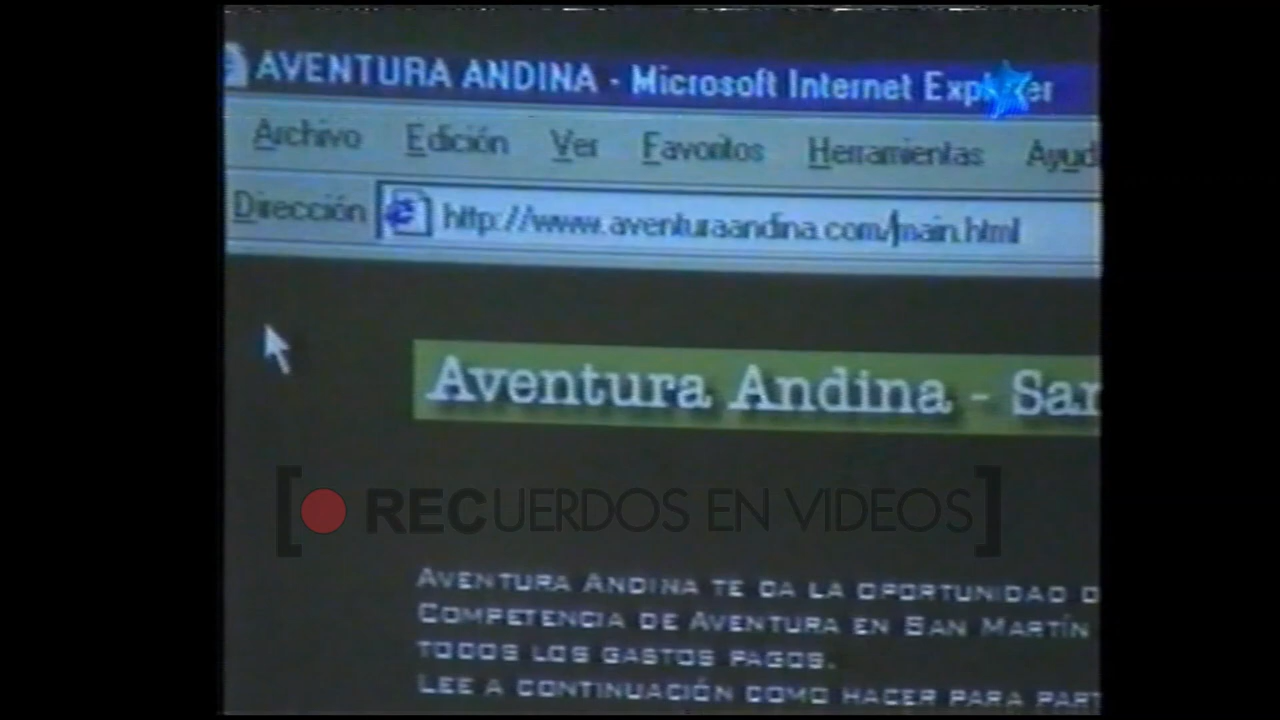 AVENTURA ANDINA - Microsoft Internet Explorer
Archivo Edición Ver Favoritos Herramientas
Dirección http://www.aventuraandina.com/main.html
Aventura Andina - San
[● RECUERDOS EN VIDEOS]
AVENTURA ANDINA TE DA LA OPORTUNIDAD D
COMPETENCIA DE AVENTURA EN SAN MARTÍN
TODOS LOS GASTOS PAGOS.
LEE A CONTINUACIÓN COMO HACER PARA PART